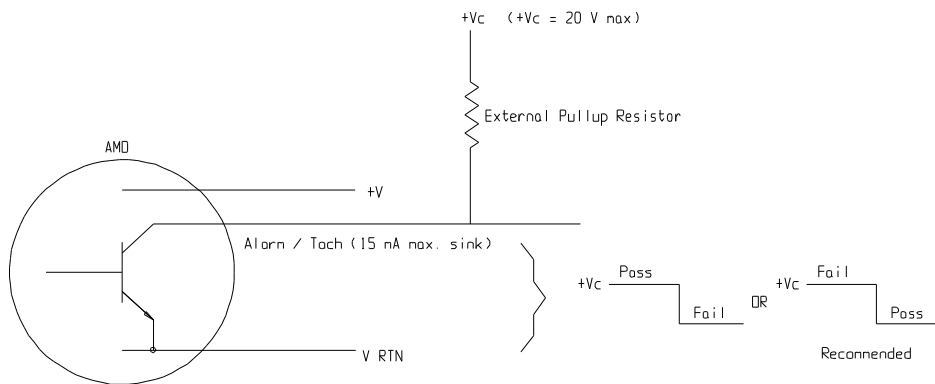 +Vc (+Vc = 20 V max)
External Pullup Resistor
AMD
+V
Alarm / Tach (15 mA max. sink)
+Vc Pass Fail OR +Vc Fail Pass
V RTN
Recommended